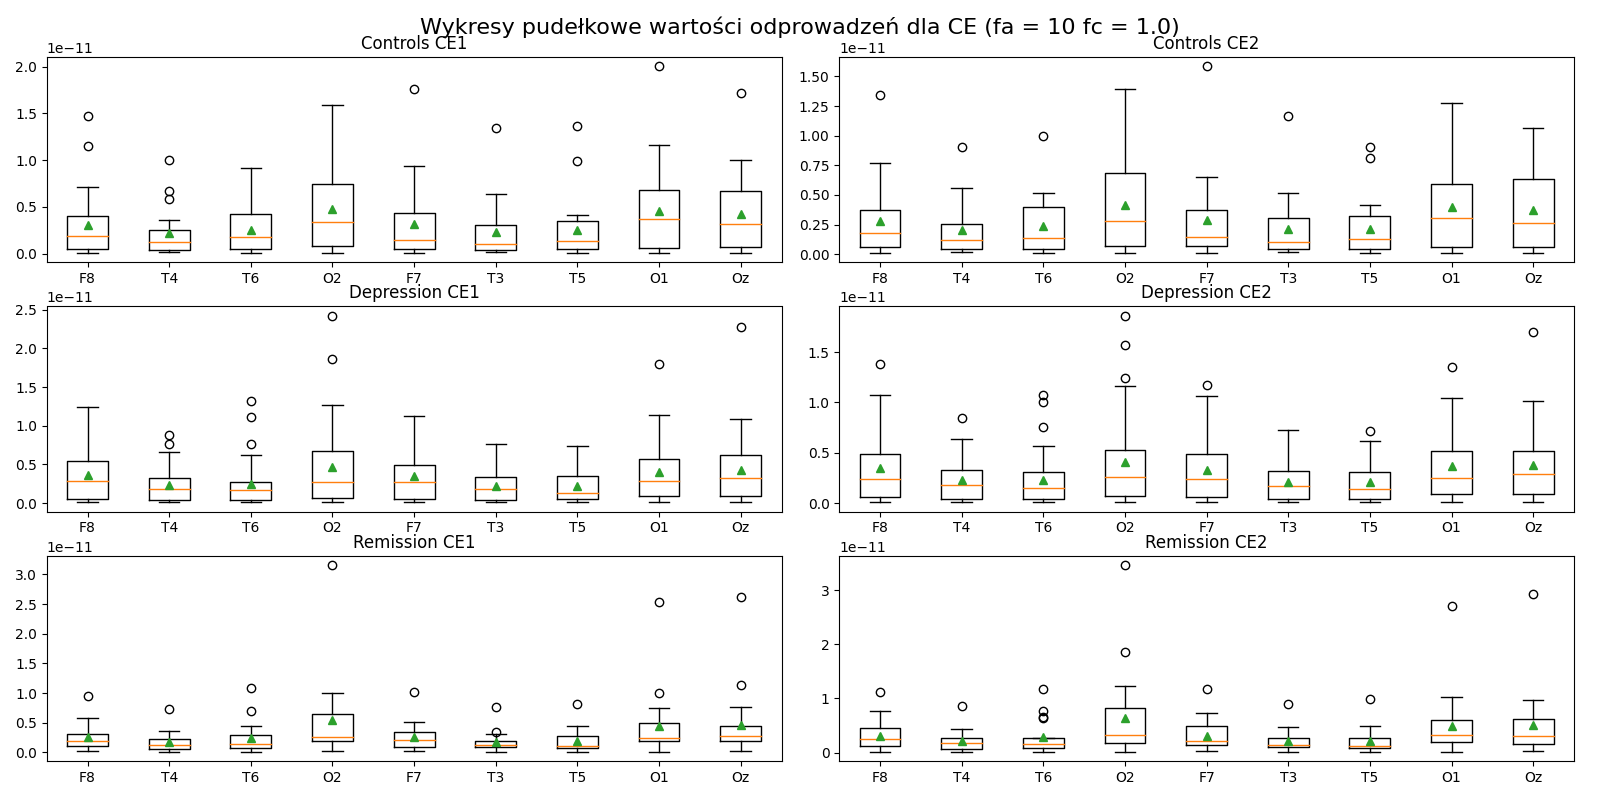 Wykresy pudełkowe wartości odprowadzeń dla CE (fa = 10 fc = 1.0)
Controls CE1
1e−11
2.0
1.5
1.0
0.5
0.0
F8 T4 T6 O2 F7 T3 T5 O1 Oz
Controls CE2
1e−11
1.50
1.25
1.00
0.75
0.50
0.25
0.00
F8 T4 T6 O2 F7 T3 T5 O1 Oz
Depression CE1
1e−11
2.5
2.0
1.5
1.0
0.5
0.0
F8 T4 T6 O2 F7 T3 T5 O1 Oz
Depression CE2
1e−11
1.5
1.0
0.5
0.0
F8 T4 T6 O2 F7 T3 T5 O1 Oz
Remission CE1
1e−11
3.0
2.5
2.0
1.5
1.0
0.5
0.0
F8 T4 T6 O2 F7 T3 T5 O1 Oz
Remission CE2
1e−11
3
2
1
0
F8 T4 T6 O2 F7 T3 T5 O1 Oz